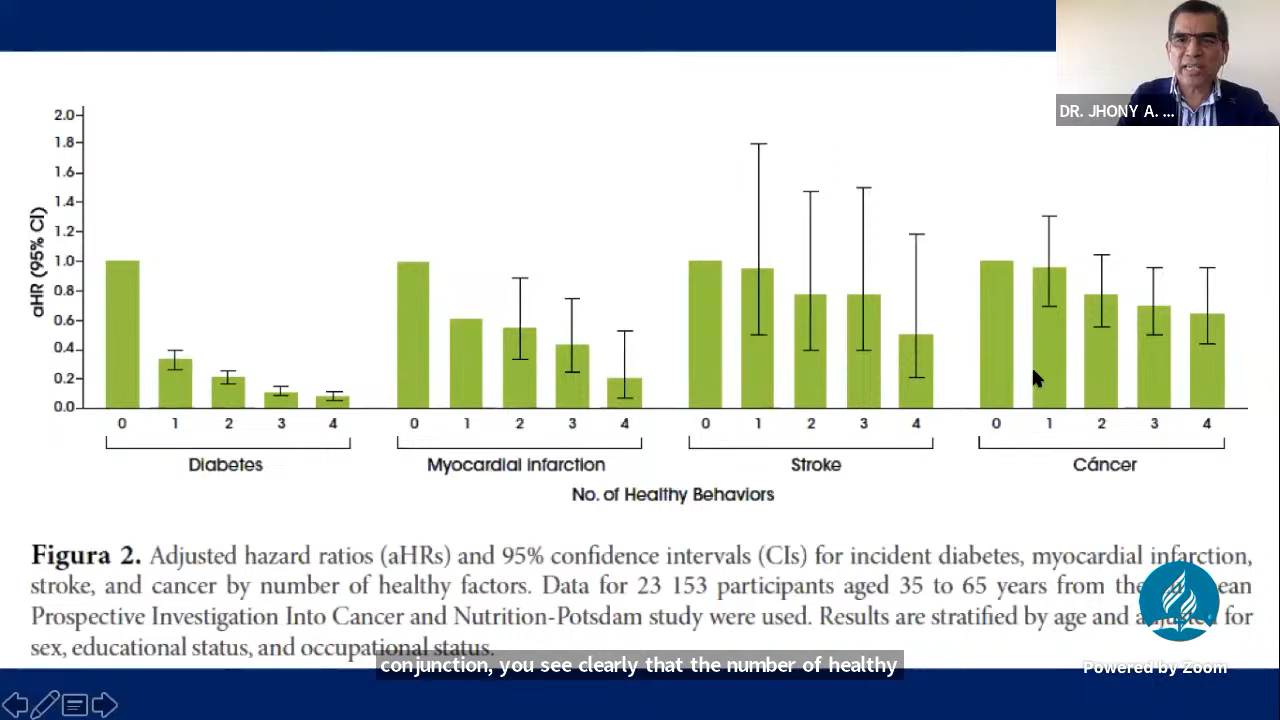 DR. JHONY A. ...
aHR (95% CI)
2.0
1.8
1.6
1.4
1.2
1.0
0.8
0.6
0.4
0.2
0.0
0 1 2 3 4 0 1 2 3 4 0 1 2 3 4 0 1 2 3 4
Diabetes Myocardial infarction Stroke Cáncer
No. of Healthy Behaviors
Figura 2. Adjusted hazard ratios (aHRs) and 95% confidence intervals (CIs) for incident diabetes, myocardial infarction,
stroke, and cancer by number of healthy factors. Data for 23 153 participants aged 35 to 65 years from the
Prospective Investigation Into Cancer and Nutrition-Potsdam study were used. Results are stratified by age and adjusted for
sex, educational status, and occupational status.
conjunction, you see clearly that the number of healthy
Powered by Zoom